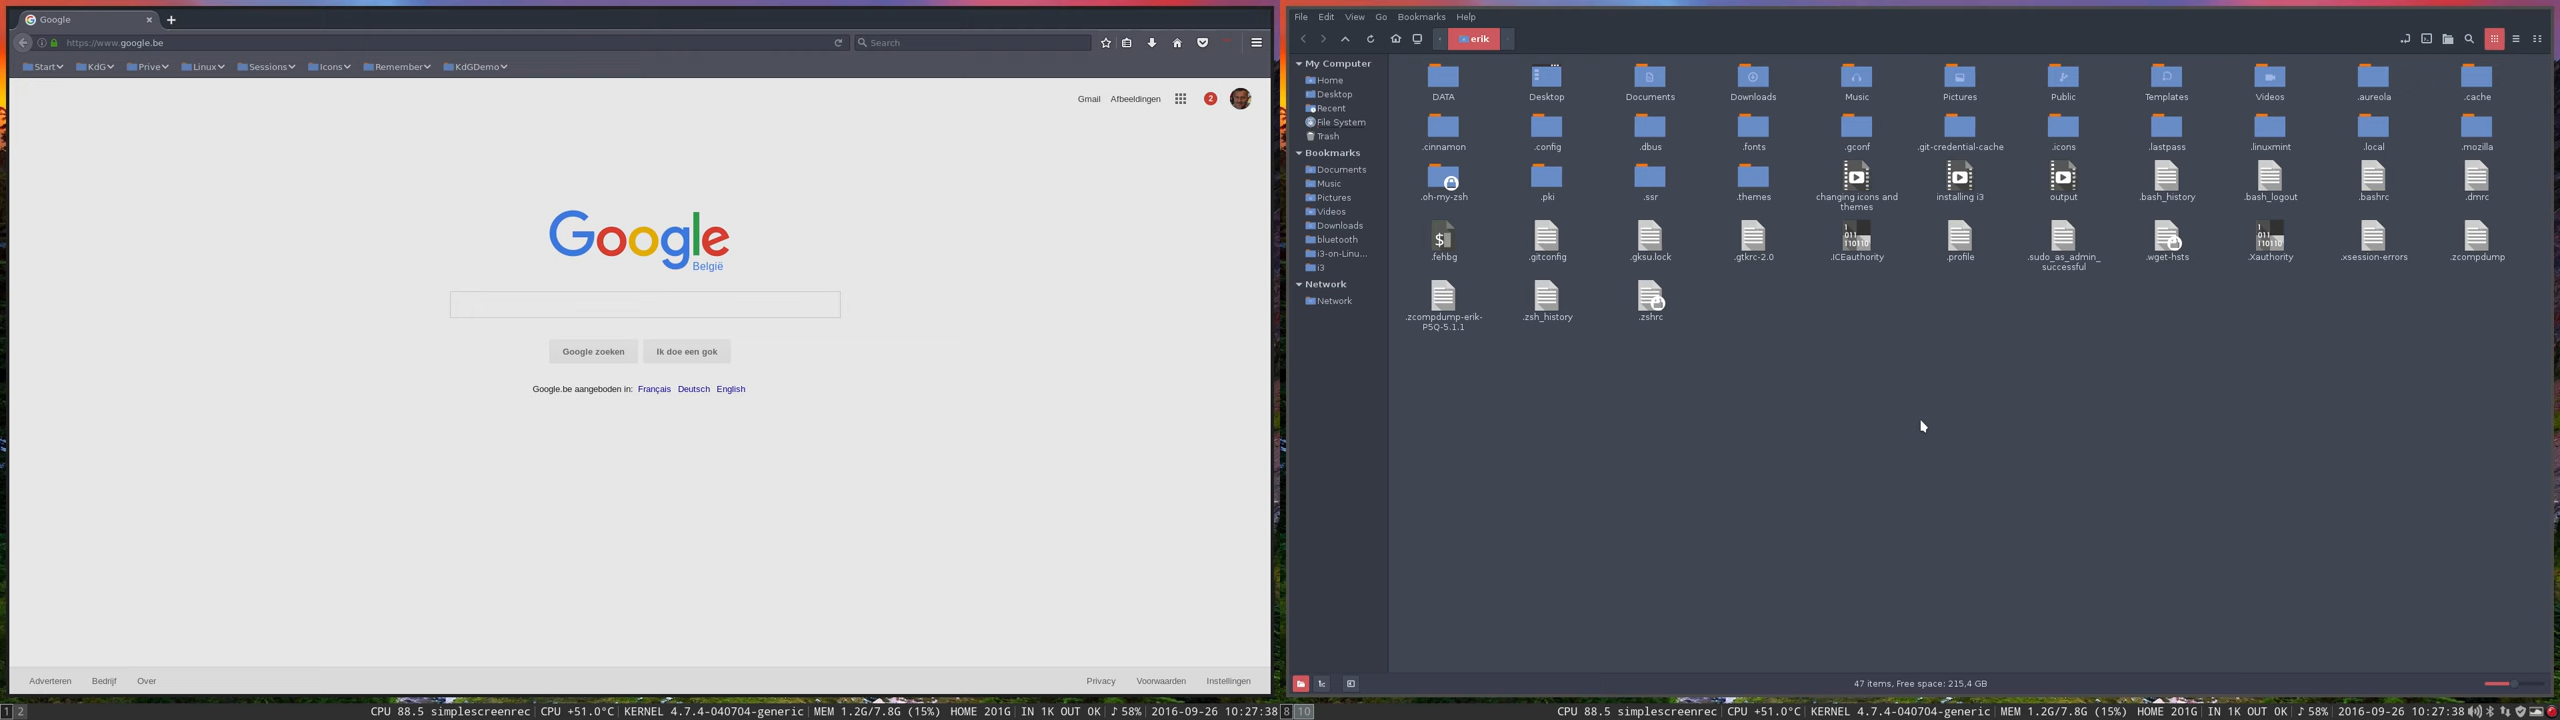 Google
https://www.google.be
Search
Start
KdG
Prive
Linux
Sessions
Icons
Remember
KdGDemo
Gmail
Afbeeldingen
2
Google
België
Google zoeken
Ik doe een gok
Google.be aangeboden in: Français Deutsch English
Adverteren
Bedrijf
Over
Privacy
Voorwaarden
Instellingen
1 2
CPU 88.5 simplescreenrec | CPU +51.0°C | KERNEL 4.7.4-040704-generic | MEM 1.2G/7.8G (15%) | HOME 201G | IN 1K OUT 0K | ♪ 58% | 2016-09-26 10:27:38
File Edit View Go Bookmarks Help
erik
My Computer
Home
Desktop
Recent
File System
Trash
Bookmarks
Documents
Music
Pictures
Videos
Downloads
bluetooth
i3-on-Linu...
i3
Network
Network
DATA
Desktop
Documents
Downloads
Music
Pictures
Public
Templates
Videos
.aureola
.cache
.cinnamon
.config
.dbus
.fonts
.gconf
.git-credential-cache
.icons
.lastpass
.linuxmint
.local
.mozilla
.oh-my-zsh
.pki
.ssr
.themes
changing icons and
themes
installing i3
output
.bash_history
.bash_logout
.bashrc
.dmrc
.fehbg
.gitconfig
.gksu.lock
.gtkrc-2.0
.ICEauthority
.profile
.sudo_as_admin_
successful
.wget-hsts
.Xauthority
.xsession-errors
.zcompdump
.zcompdump-erik-
P5Q-5.1.1
.zsh_history
.zshrc
47 items, Free space: 215,4 GB
8 10
CPU 88.5 simplescreenrec | CPU +51.0°C | KERNEL 4.7.4-040704-generic | MEM 1.2G/7.8G (15%) | HOME 201G | IN 1K OUT 0K | ♪ 58% | 2016-09-26 10:27:38